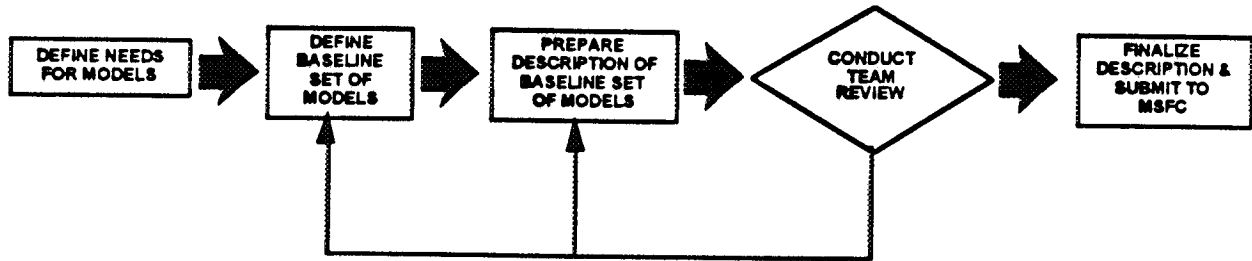 DEFINE NEEDS
FOR MODELS
DEFINE
BASELINE
SET OF
MODELS
PREPARE
DESCRIPTION OF
BASELINE SET
OF MODELS
CONDUCT
TEAM
REVIEW
FINALIZE
DESCRIPTION &
SUBMIT TO
MSFC